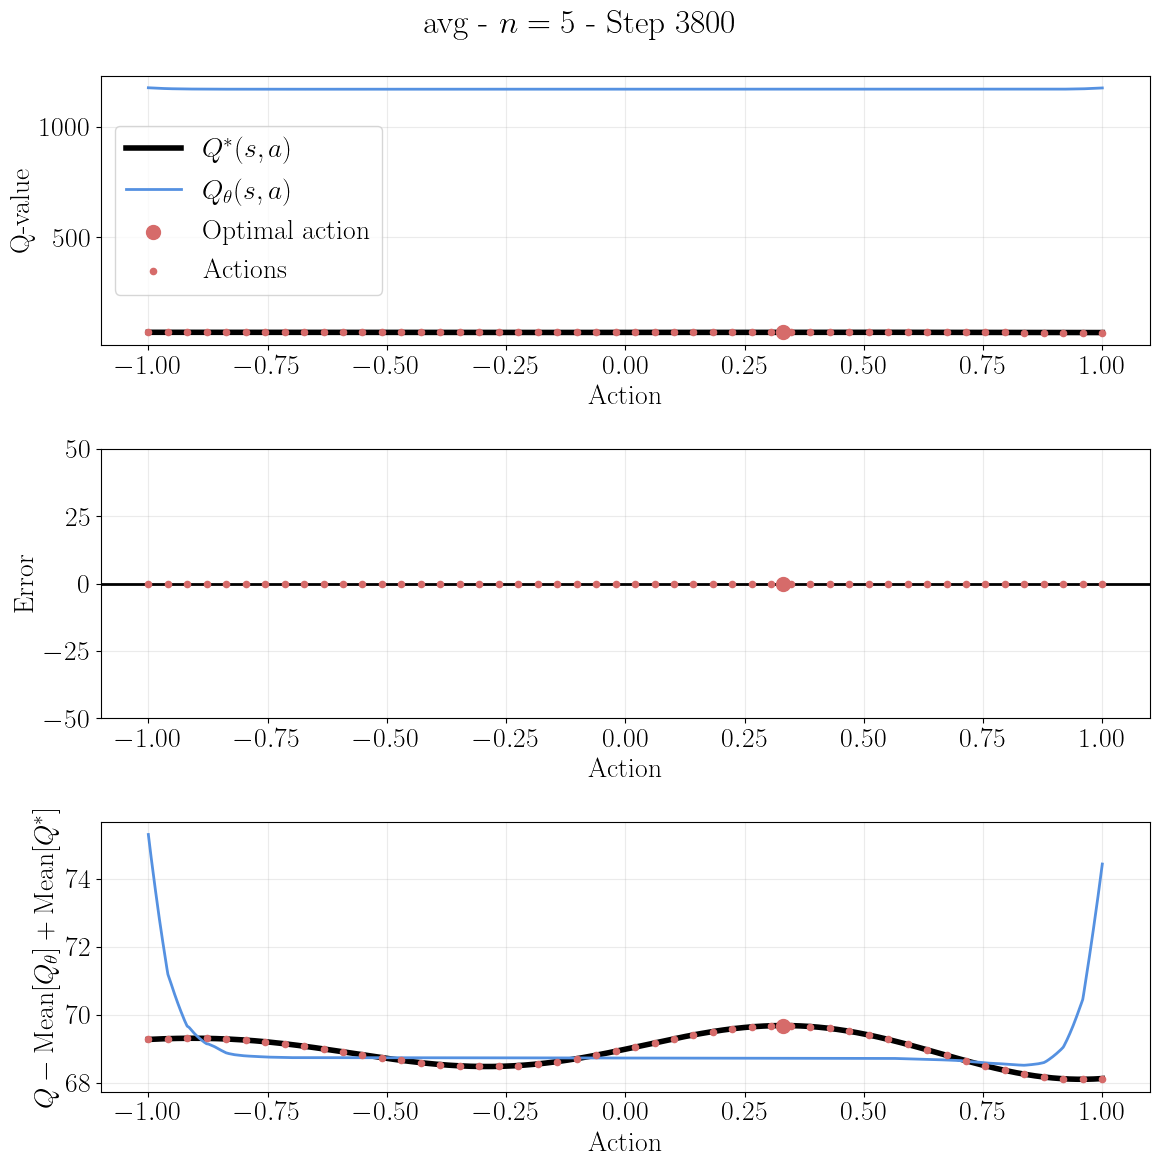 avg - n = 5 - Step 3800
Q-value
1000
500
Q*(s, a)
Qθ(s, a)
Optimal action
Actions
−1.00 −0.75 −0.50 −0.25 0.00 0.25 0.50 0.75 1.00
Action
Error
50
25
0
−25
−50
−1.00 −0.75 −0.50 −0.25 0.00 0.25 0.50 0.75 1.00
Action
Q − Mean[Qθ] + Mean[Q*]
74
72
70
68
−1.00 −0.75 −0.50 −0.25 0.00 0.25 0.50 0.75 1.00
Action